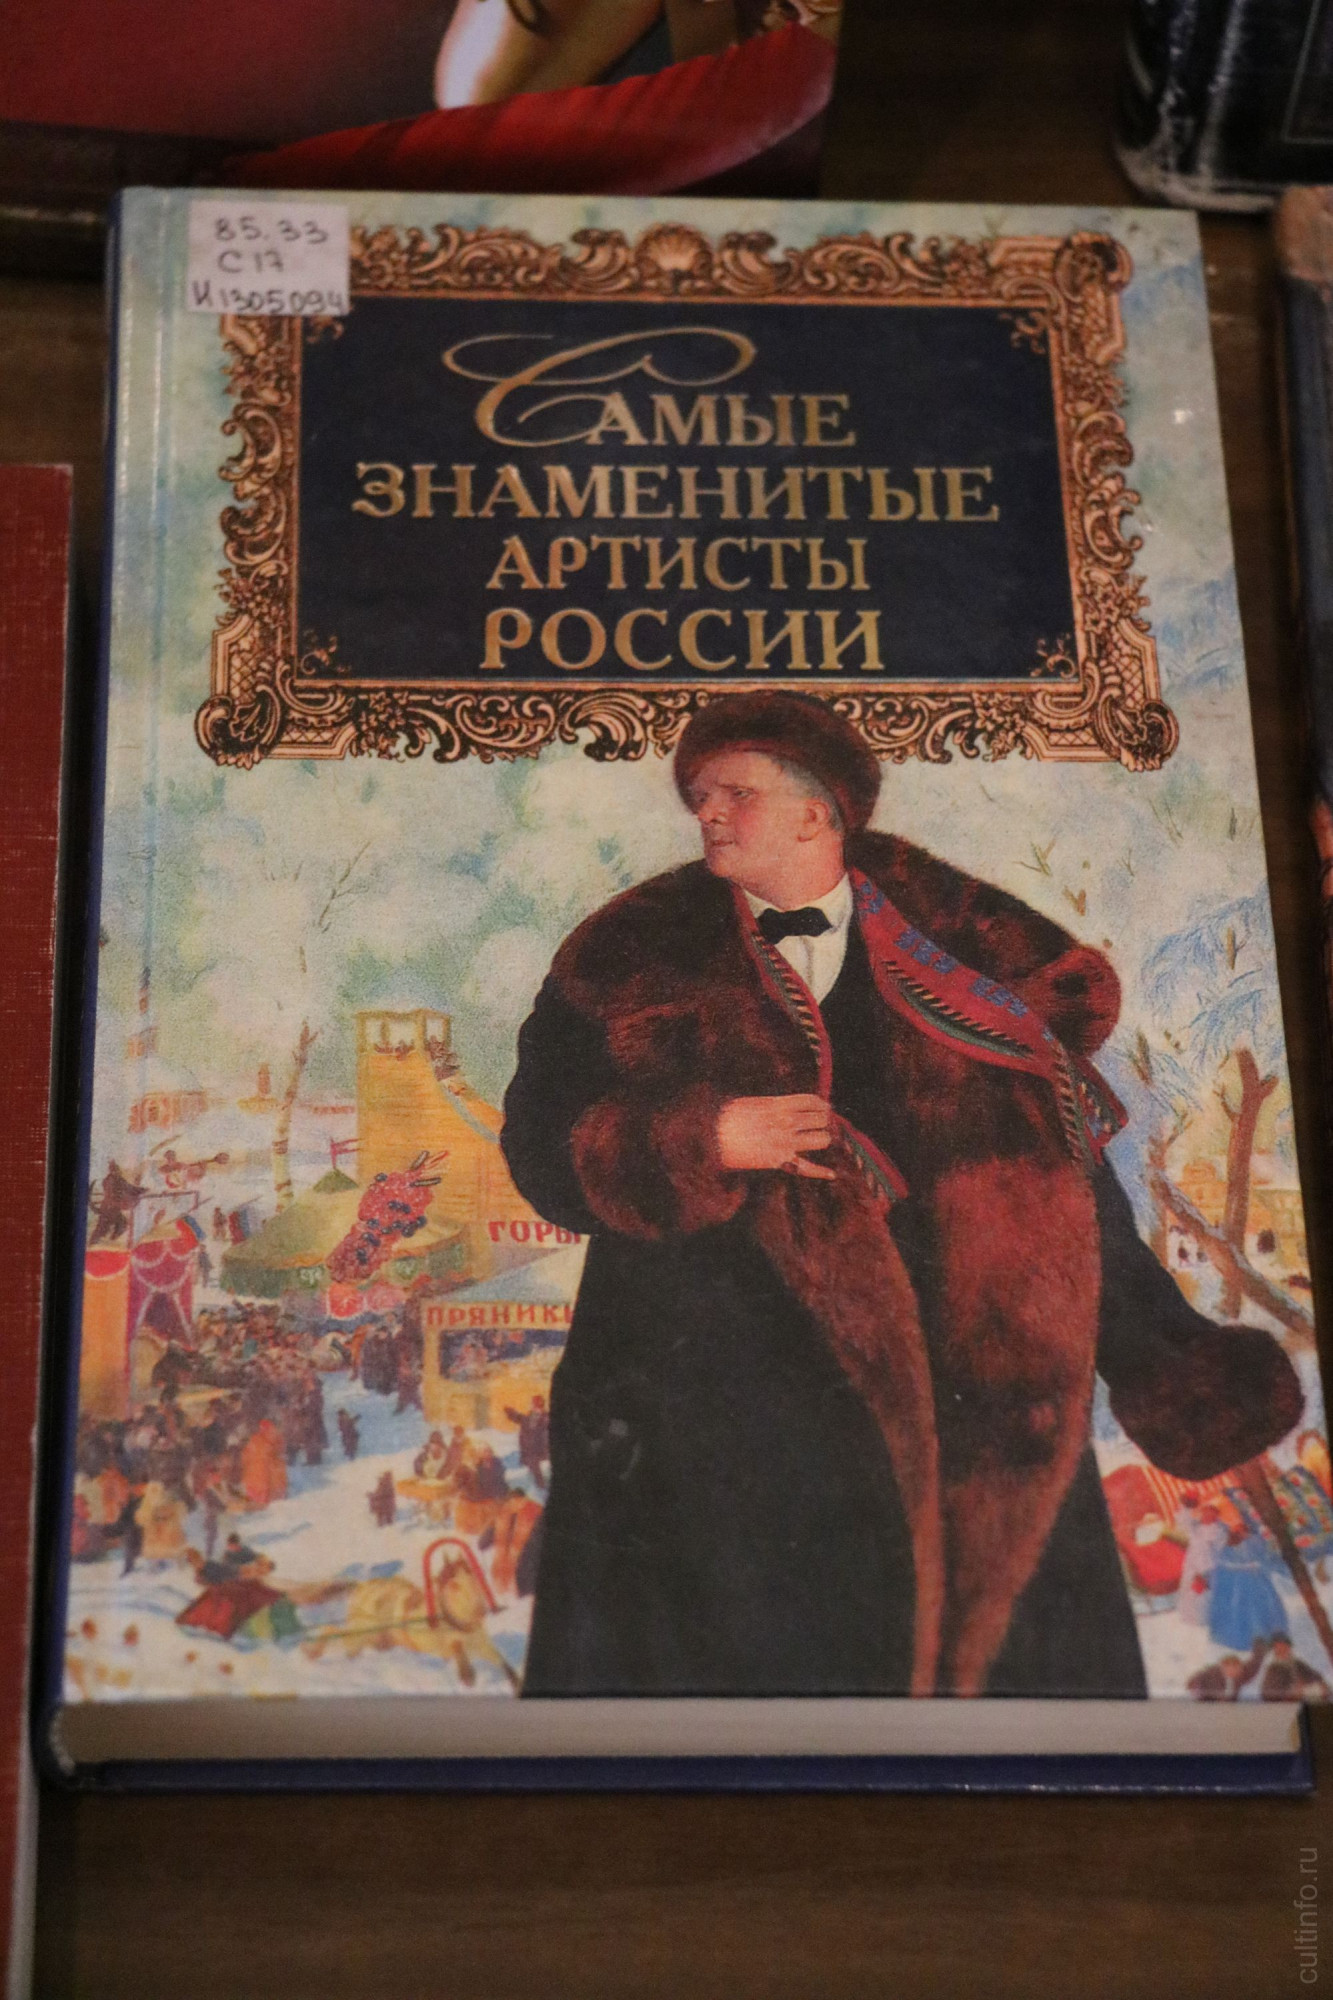 85.33
С17
И1305094
САМЫЕ
ЗНАМЕНИТЫЕ
АРТИСТЫ
РОССИИ
ГОРЫ
ПРЯНИКИ
cultinfo.ru